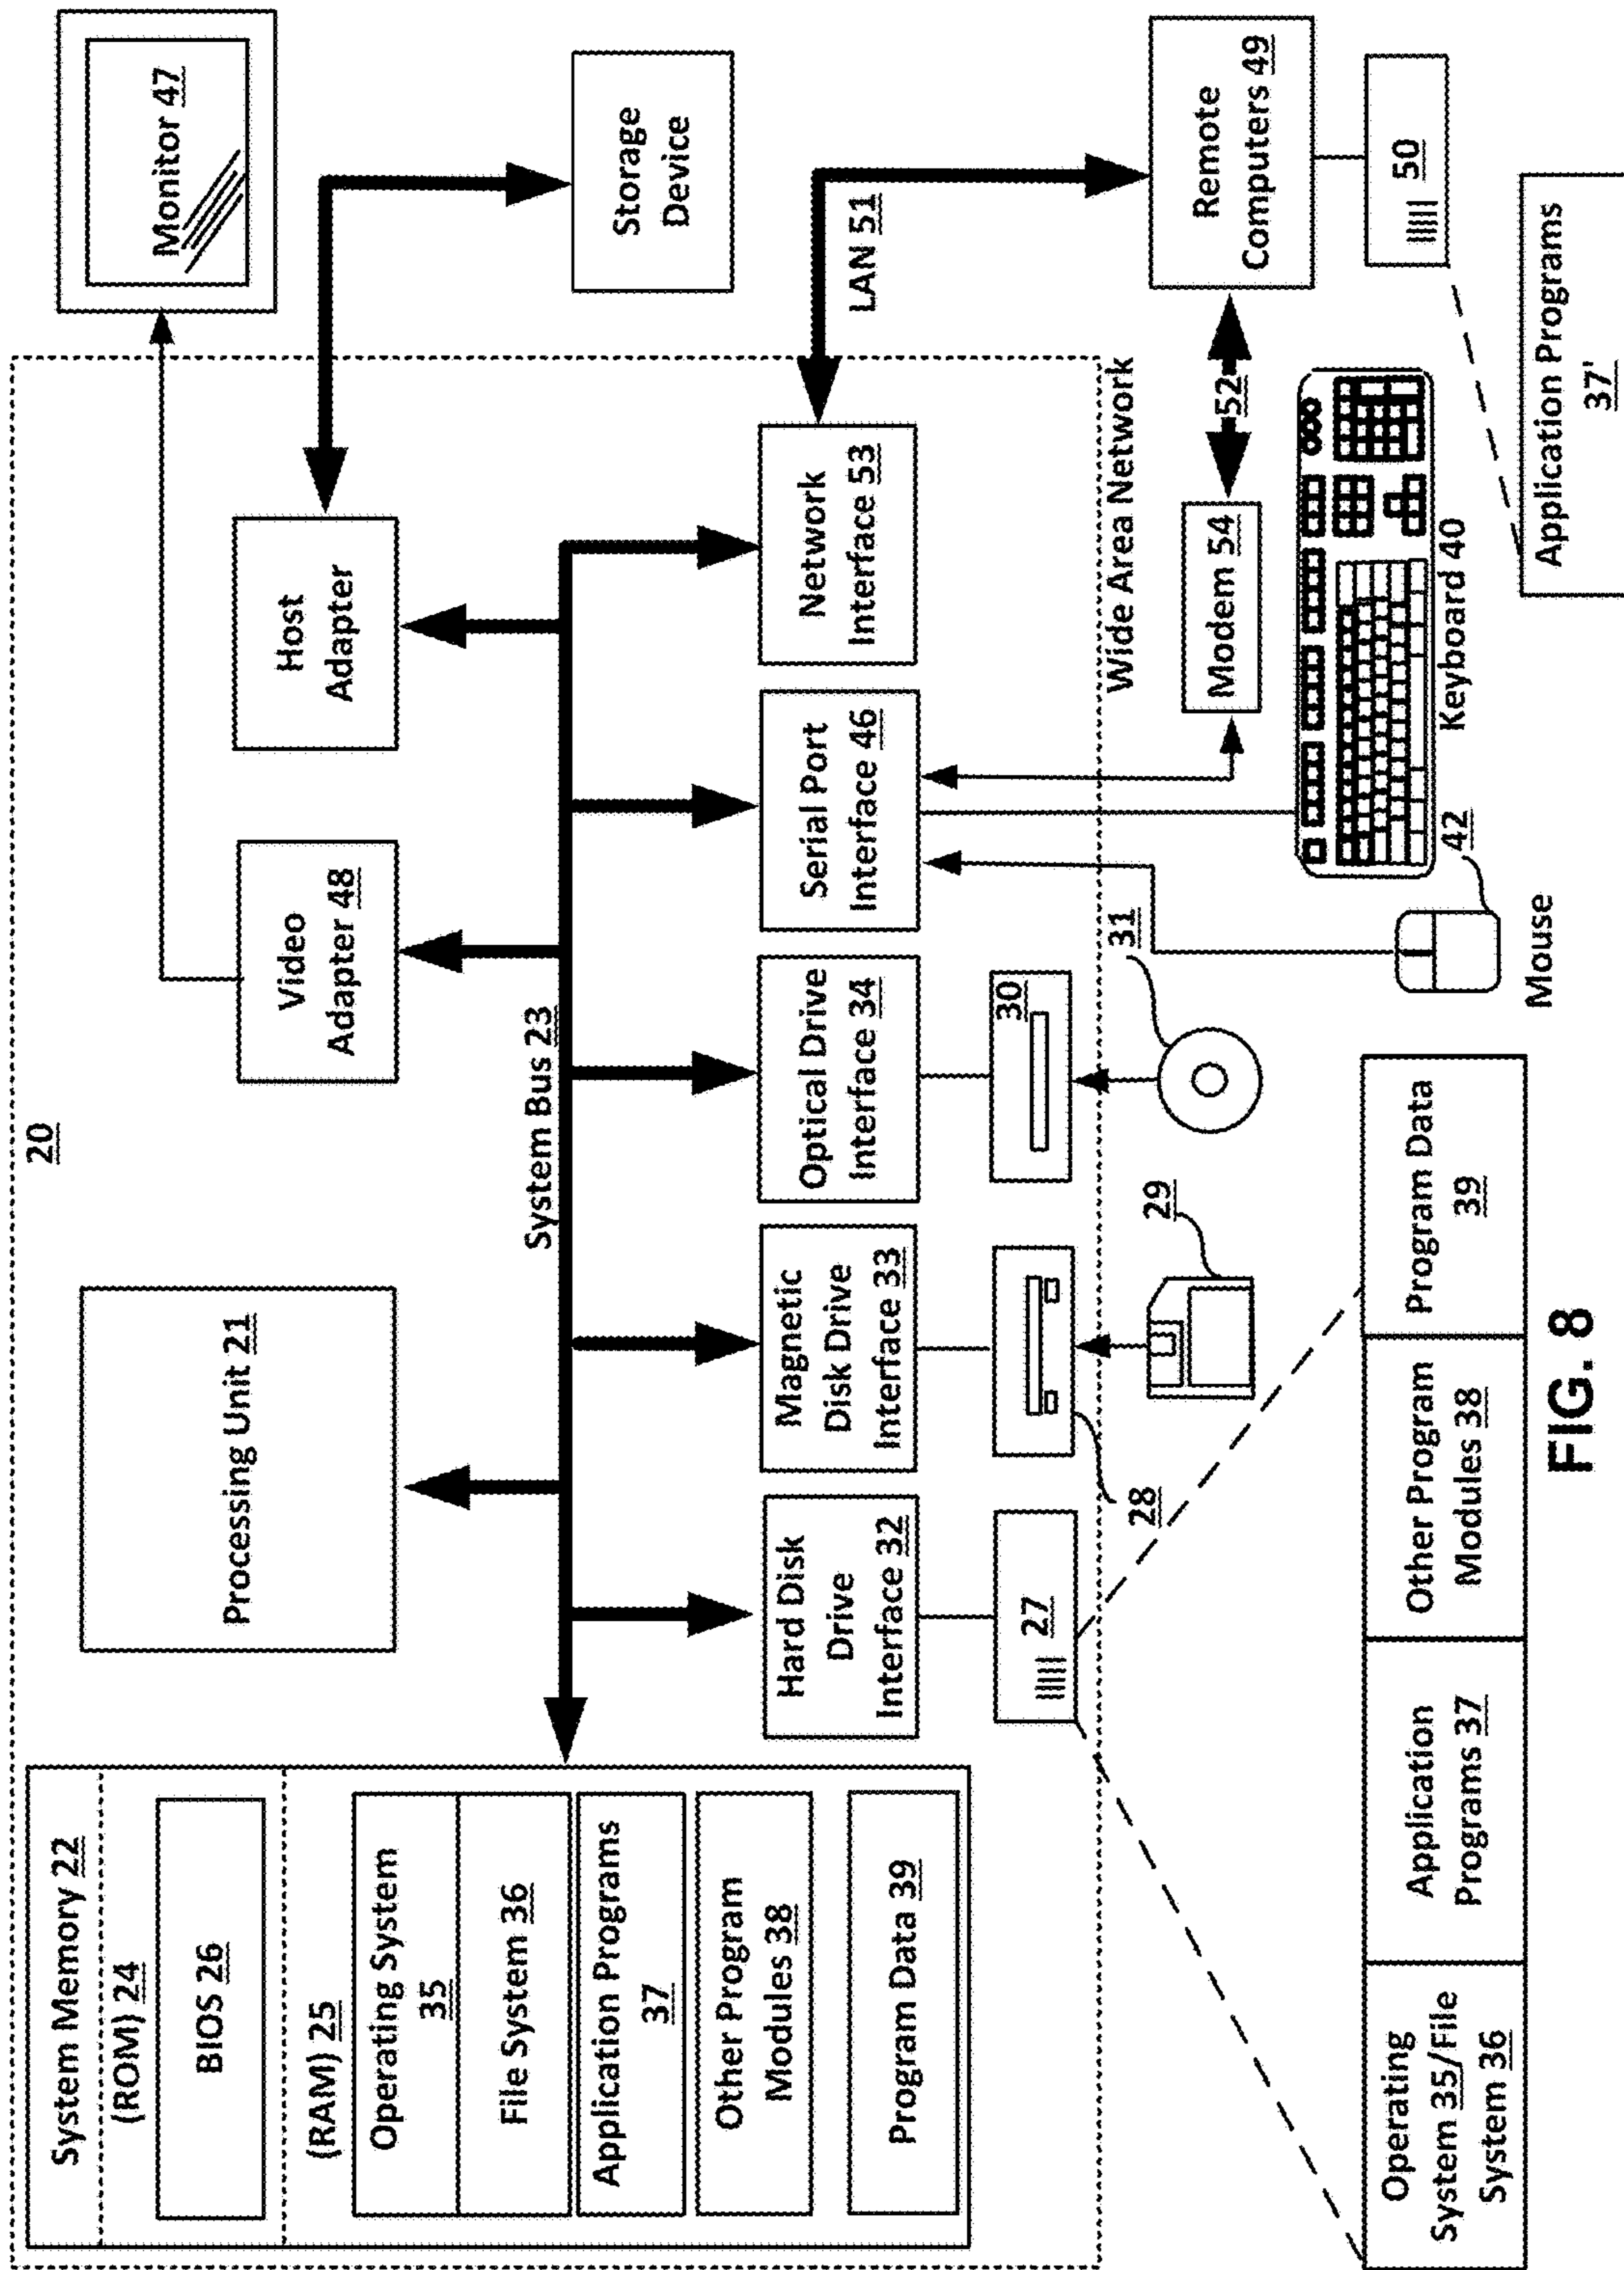 20
System Memory 22
(ROM) 24
BIOS 26
(RAM) 25
Operating System
35
File System 36
Application Programs
37
Other Program
Modules 38
Program Data 39
Processing Unit 21
Video
Adapter 48
Host
Adapter
Monitor 47
Storage
Device
System Bus 23
Hard Disk
Drive
Interface 32
Magnetic
Disk Drive
Interface 33
Optical Drive
Interface 34
Serial Port
Interface 46
Network
Interface 53
LAN 51
27
28
29
30
31
Wide Area Network
Modem 54
52
Remote
Computers 49
50
Keyboard 40
42
Mouse
Operating
System 35/File
System 36
Application
Programs 37
Other Program
Modules 38
Program Data
39
Application Programs
37'
FIG. 8